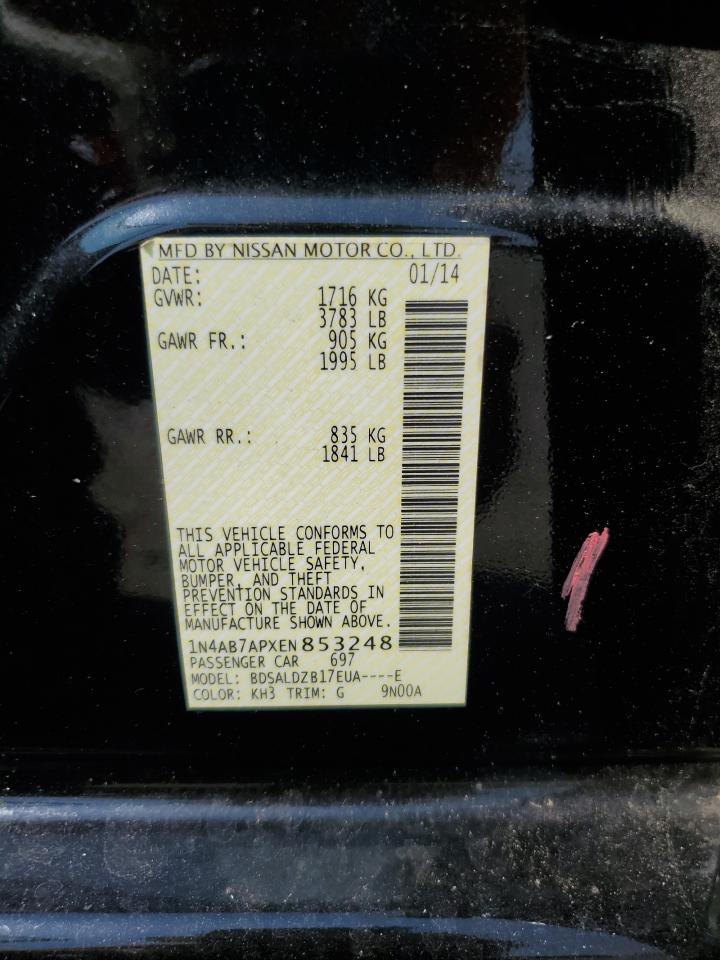 MFD BY NISSAN MOTOR CO., LTD.
DATE: 01/14
GVWR: 1716 KG
3783 LB
GAWR FR.: 905 KG
1995 LB
GAWR RR.: 835 KG
1841 LB
THIS VEHICLE CONFORMS TO
ALL APPLICABLE FEDERAL
MOTOR VEHICLE SAFETY,
BUMPER, AND THEFT
PREVENTION STANDARDS IN
EFFECT ON THE DATE OF
MANUFACTURE SHOWN ABOVE.
1N4AB7APXEN853248
PASSENGER CAR 697
MODEL: BDSALDZB17EUA----E
COLOR: KH3 TRIM: G 9N00A